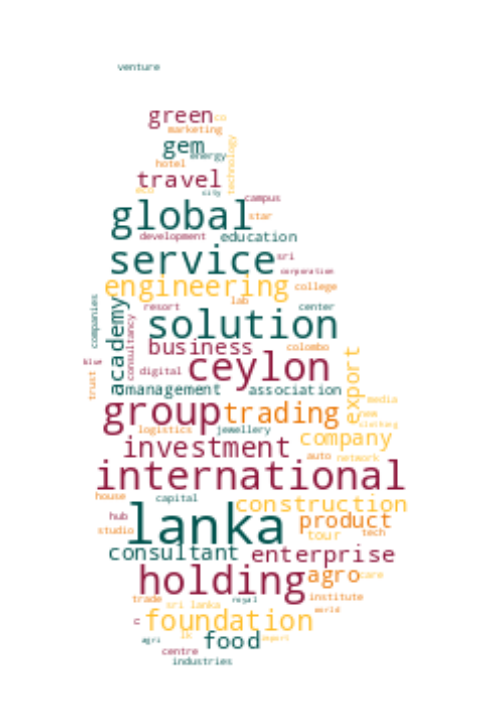 venture
green co
marketing
gem
energy
hotel
technology
travel
eco
city
campus
global
star
development
education
service
sri
corporation
engineering
college
companies
academy
consultancy
lab
resort
center
solution
business
colombo
blue
trust
digital
ceylon
export
management
association
media
group
trading
new
logistics
jewellery
company
investment
auto
network
international
house
capital
construction
hub
lanka
product
studio
tour
tech
consultant
enterprise
holding
agro
care
trade
sri lanka
royal
institute
world
c
foundation
agri
lk
food
import
centre
industries